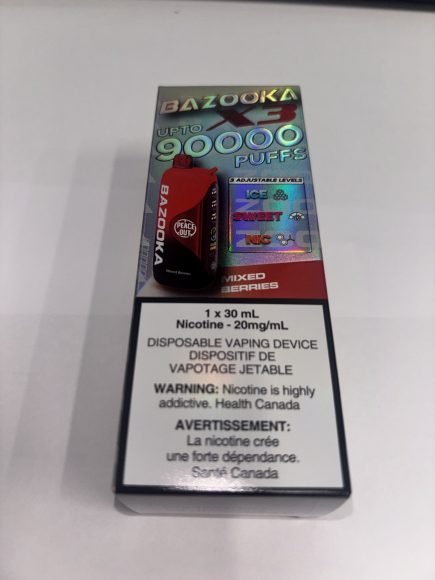 BAZOOKA
X3
UPTO
90000
PUFFS
3 ADJUSTABLE LEVELS
ICE
SWEET
NIC
BAZOOKA
PEACE
OUT
Mixed Berries
MIXED
BERRIES
1 x 30 mL
Nicotine - 20mg/mL
DISPOSABLE VAPING DEVICE
DISPOSITIF DE
VAPOTAGE JETABLE
WARNING: Nicotine is highly
addictive. Health Canada
AVERTISSEMENT:
La nicotine crée
une forte dépendance.
Santé Canada